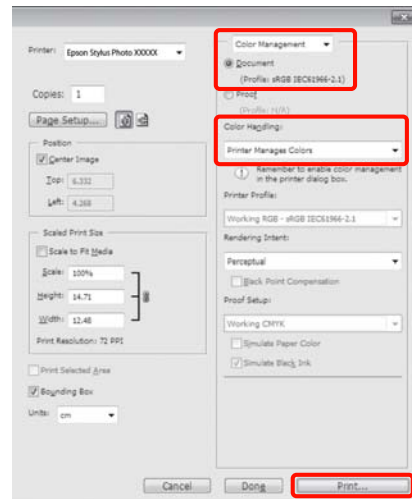 Printer: Epson Stylus Photo XXXXX
Copies: 1
Page Setup...
Position
Center Image
Top: 6.332
Left: 4.268
Scaled Print Size
Scale to Fit Media
Scale: 100%
Height: 14.71
Width: 12.48
Print Resolution: 72 PPI
Print Selected Area
Bounding Box
Units: cm
Color Management
Document
(Profile: sRGB IEC61966-2.1)
Proof
(Profile: N/A)
Color Handling:
Printer Manages Colors
Remember to enable color management
in the printer dialog box.
Printer Profile:
Working RGB - sRGB IEC61966-2.1
Rendering Intent:
Perceptual
Black Point Compensation
Proof Setup:
Working CMYK
Simulate Paper Color
Simulate Black Ink
Cancel
Done
Print...